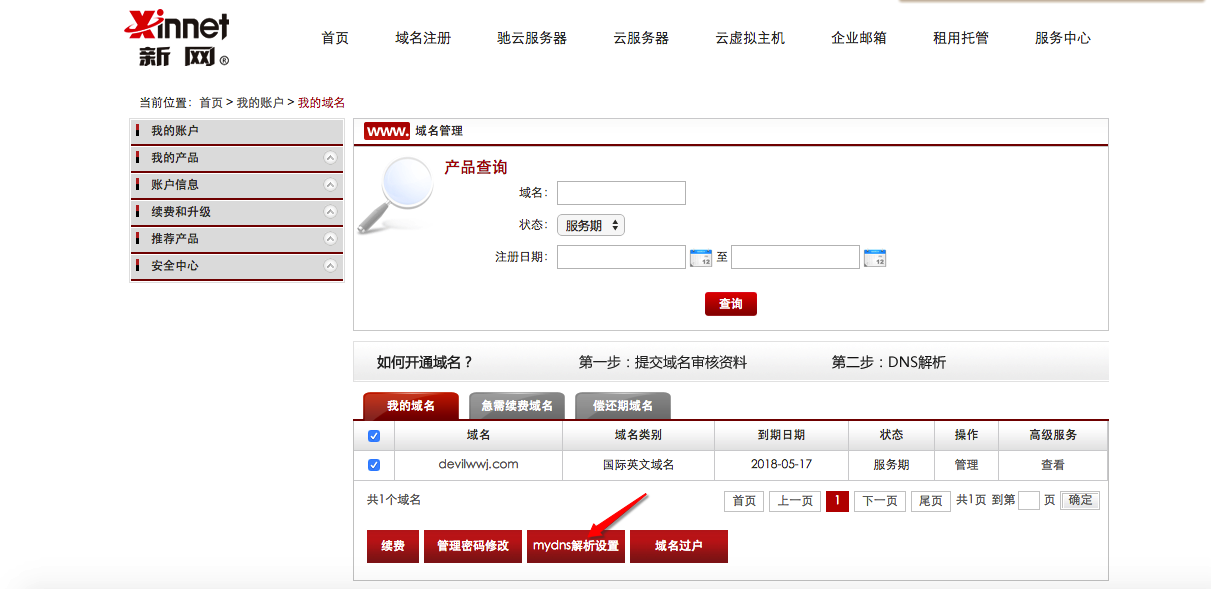 Xinnet
新 网®
首页 域名注册 驰云服务器 云服务器 云虚拟主机 企业邮箱 租用托管 服务中心
当前位置：首页 > 我的账户 > 我的域名
我的账户
我的产品
账户信息
续费和升级
推荐产品
安全中心
www. 域名管理
产品查询
域名：
状态： 服务期
注册日期： 12 至 12
查询
如何开通域名？ 第一步：提交域名审核资料 第二步：DNS解析
我的域名 急需续费域名 偿还期域名
域名 域名类别 到期日期 状态 操作 高级服务
devilwwj.com 国际英文域名 2018-05-17 服务期 管理 查看
共1个域名 首页 上一页 1 下一页 尾页 共1页 到第 页 确定
续费 管理密码修改 mydns解析设置 域名过户